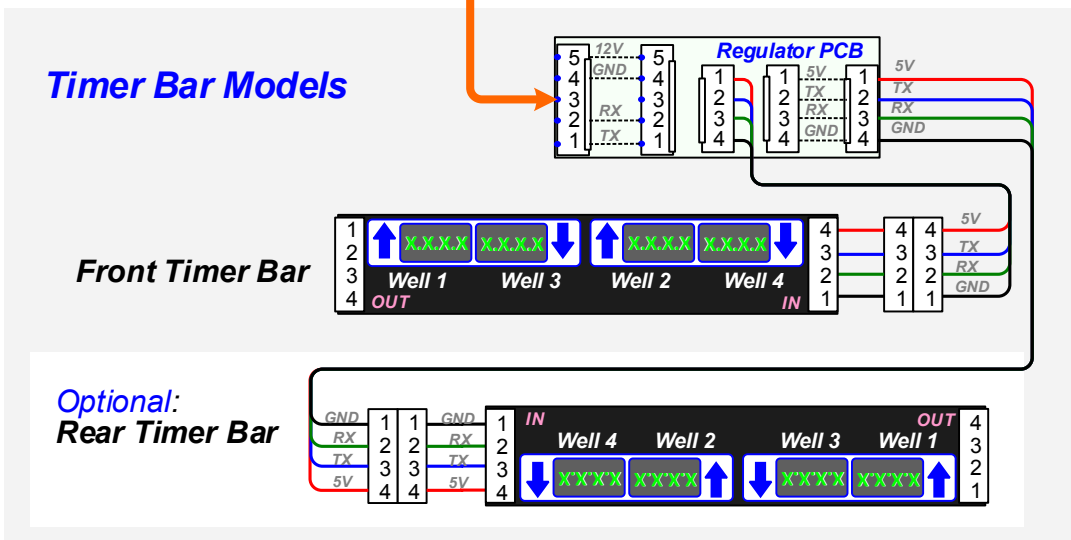 Timer Bar Models
Regulator PCB
5 12V 5
4 GND 4
3 3
2 RX 2
1 TX 1
1
2
3
4
1 5V 1 5V
2 TX 2 TX
3 RX 3 RX
4 GND 4 GND
Front Timer Bar
1
2
3
4
X.X.X.X X.X.X.X X.X.X.X X.X.X.X
Well 1 Well 3 Well 2 Well 4
OUT IN
4 4 4 5V
3 3 3 TX
2 2 2 RX
1 1 1 GND
Optional:
Rear Timer Bar
GND 1 1 GND 1
RX 2 2 RX 2
TX 3 3 TX 3
5V 4 4 5V 4
IN OUT
Well 4 Well 2 Well 3 Well 1
X'X'X'X X'X'X'X X'X'X'X X'X'X'X
4
3
2
1